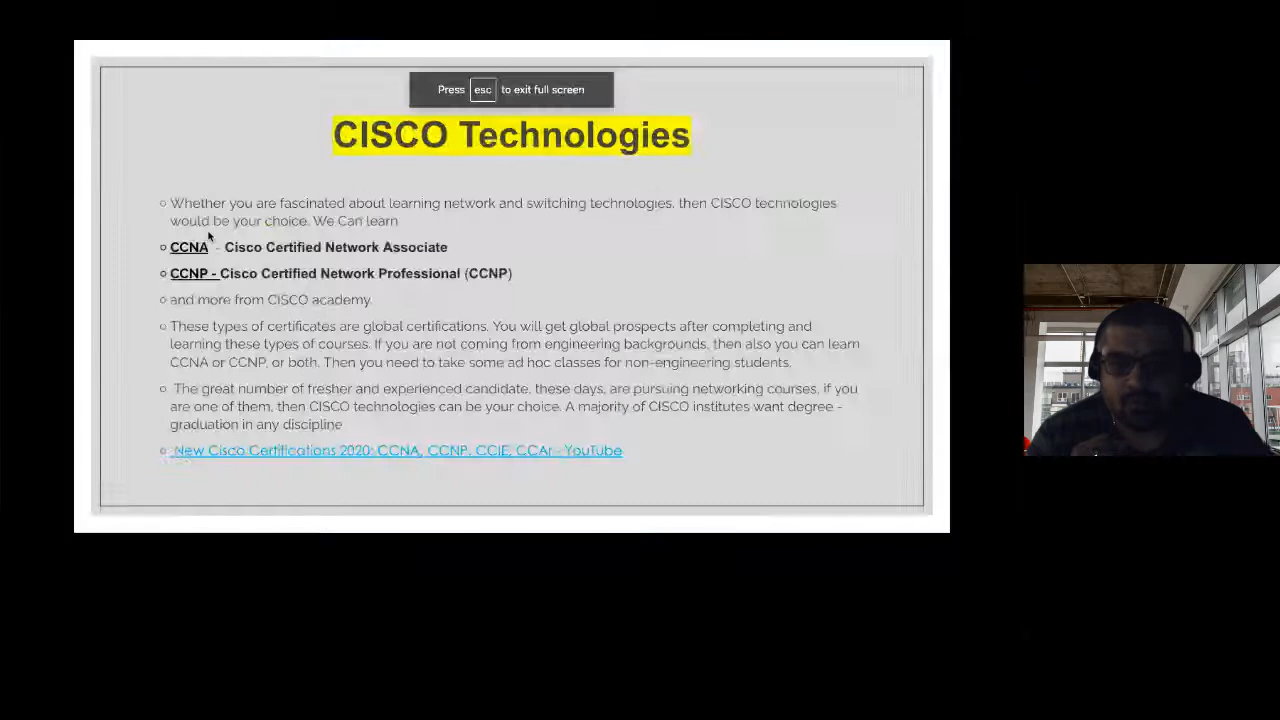 Press esc to exit full screen
CISCO Technologies
Whether you are fascinated about learning network and switching technologies, then CISCO technologies
would be your choice. We Can learn
CCNA - Cisco Certified Network Associate
CCNP - Cisco Certified Network Professional (CCNP)
and more from CISCO academy.
These types of certificates are global certifications. You will get global prospects after completing and
learning these types of courses. If you are not coming from engineering backgrounds, then also you can learn
CCNA or CCNP, or both. Then you need to take some ad hoc classes for non-engineering students.
The great number of fresher and experienced candidate, these days, are pursuing networking courses, if you
are one of them, then CISCO technologies can be your choice. A majority of CISCO institutes want degree -
graduation in any discipline
New Cisco Certifications 2020: CCNA, CCNP, CCIE, CCAr - YouTube